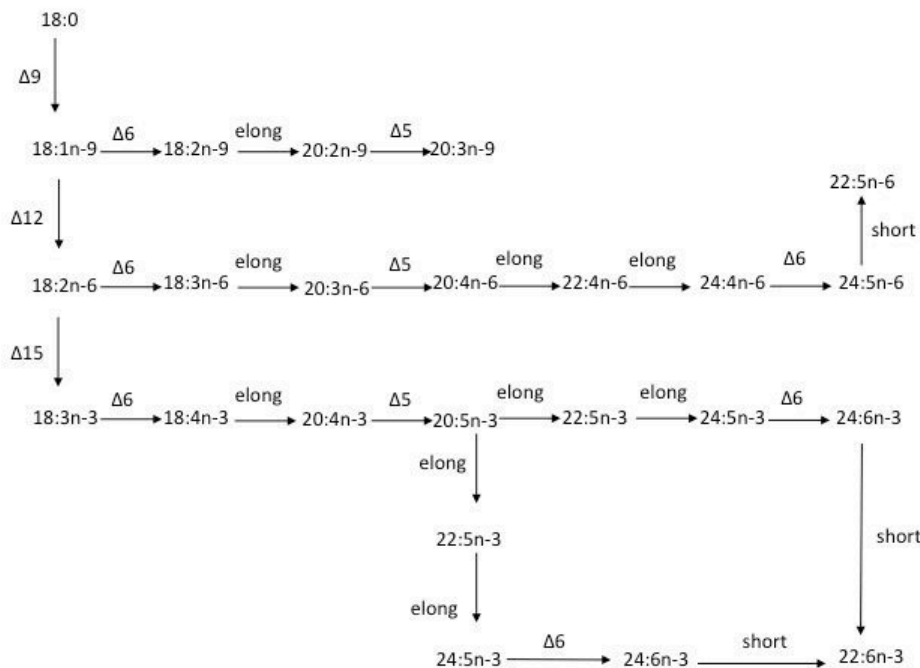 18:0
Δ9
Δ6 elong Δ5
18:1n-9 18:2n-9 20:2n-9 20:3n-9
22:5n-6
Δ12
short
Δ6 elong Δ5 elong elong Δ6
18:2n-6 18:3n-6 20:3n-6 20:4n-6 22:4n-6 24:4n-6 24:5n-6
Δ15
Δ6 elong Δ5 elong elong Δ6
18:3n-3 18:4n-3 20:4n-3 20:5n-3 22:5n-3 24:5n-3 24:6n-3
elong
22:5n-3
short
elong
Δ6 short
24:5n-3 24:6n-3 22:6n-3